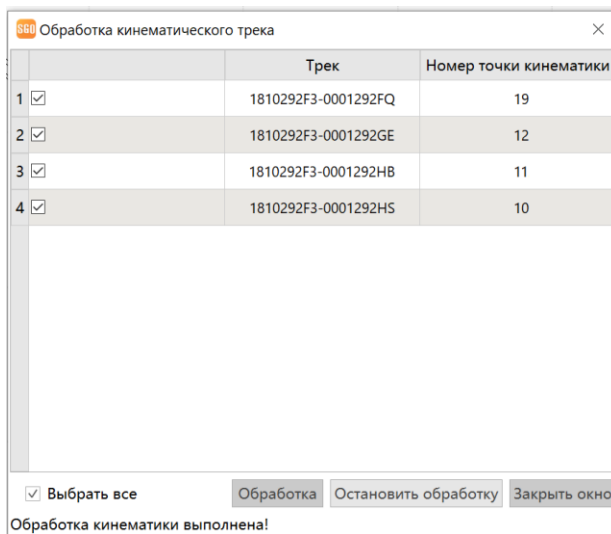 SGO Обработка кинематического трека
Трек Номер точки кинематики
1 1810292F3-0001292FQ 19
2 1810292F3-0001292GE 12
3 1810292F3-0001292HB 11
4 1810292F3-0001292HS 10
Выбрать все Обработка Остановить обработку Закрыть окно
Обработка кинематики выполнена!